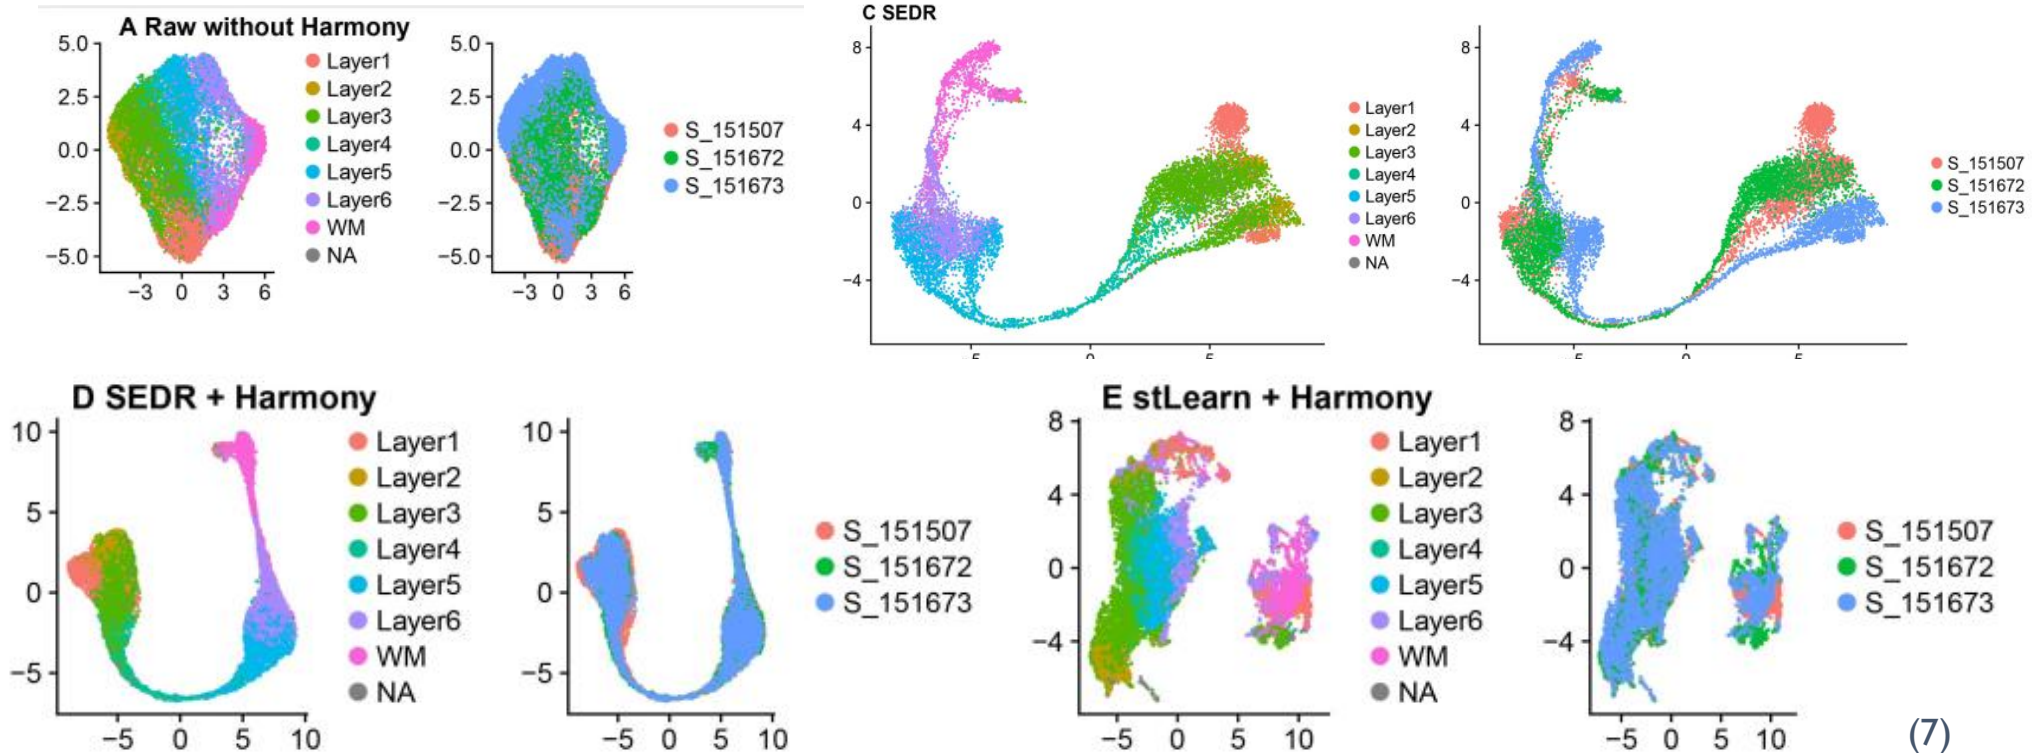 A Raw without Harmony
5.0
2.5
0.0
−2.5
−5.0
−3 0 3 6
Layer1
Layer2
Layer3
Layer4
Layer5
Layer6
WM
NA
5.0
2.5
0.0
−2.5
−5.0
−3 0 3 6
S_151507
S_151672
S_151673
C SEDR
8
4
0
−4
−5 0 5
Layer1
Layer2
Layer3
Layer4
Layer5
Layer6
WM
NA
8
4
0
−4
−5 0 5
S_151507
S_151672
S_151673
D SEDR + Harmony
10
5
0
−5
−5 0 5 10
Layer1
Layer2
Layer3
Layer4
Layer5
Layer6
WM
NA
10
5
0
−5
−5 0 5 10
S_151507
S_151672
S_151673
E stLearn + Harmony
8
4
0
−4
−5 0 5 10
Layer1
Layer2
Layer3
Layer4
Layer5
Layer6
WM
NA
8
4
0
−4
−5 0 5 10
S_151507
S_151672
S_151673
(7)